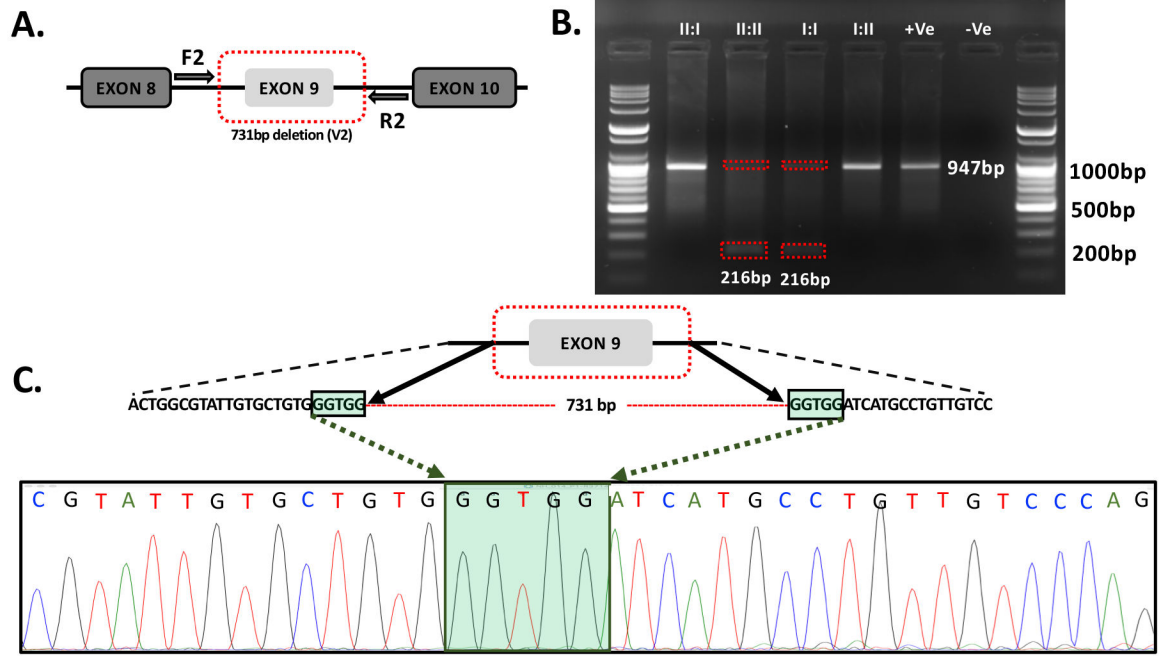 A.
F2
EXON 8
EXON 9
EXON 10
R2
731bp deletion (V2)
B.
II:I II:II I:I I:II +Ve -Ve
947bp
1000bp
500bp
200bp
216bp 216bp
EXON 9
C.
ACTGGCGTATTGTGCTGTGGGTGG 731 bp GGTGGATCATGCCTGTTGTCC
C G T A T T G T G C T G T G G G T G G A T C A T G C C T G T T G T C C C A G